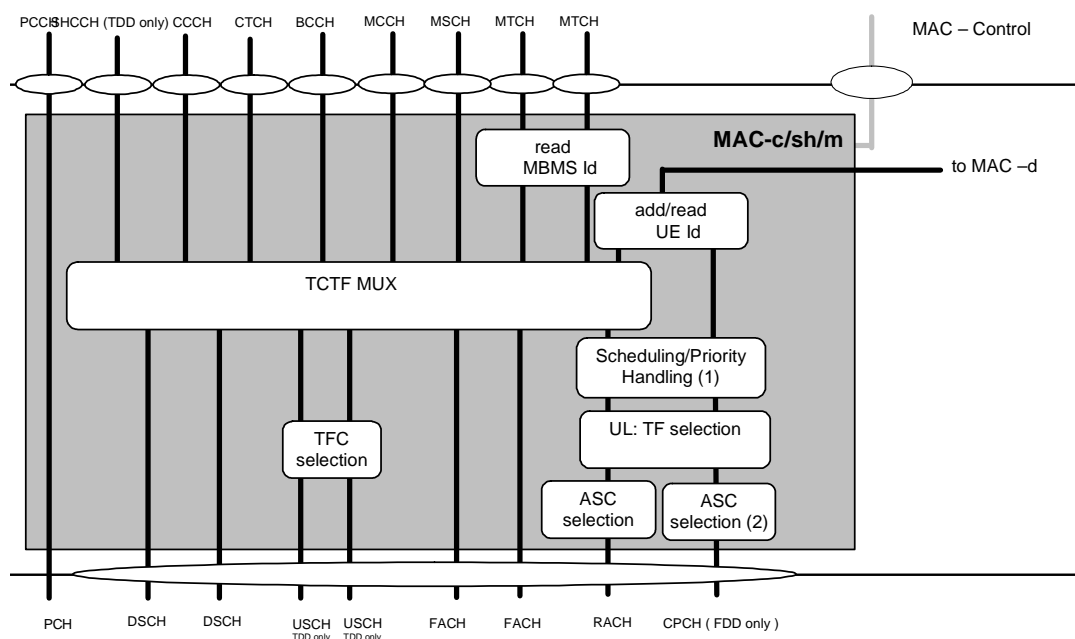 PCCH SHCCH (TDD only) CCCH CTCH BCCH MCCH MSCH MTCH MTCH
MAC – Control
MAC-c/sh/m
read
MBMS Id
to MAC –d
add/read
UE Id
TCTF MUX
Scheduling/Priority
Handling (1)
UL: TF selection
TFC
selection
ASC
selection
ASC
selection (2)
PCH DSCH DSCH USCH USCH FACH FACH RACH CPCH ( FDD only )
TDD only TDD only